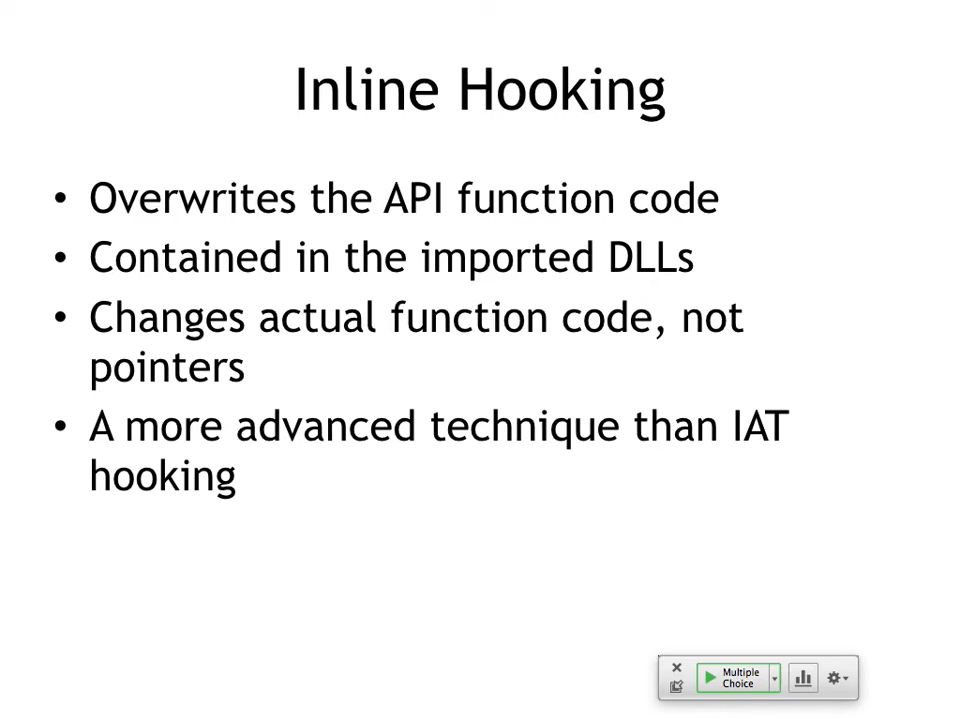 Inline Hooking
• Overwrites the API function code
• Contained in the imported DLLs
• Changes actual function code, not
pointers
• A more advanced technique than IAT
hooking
Multiple
Choice